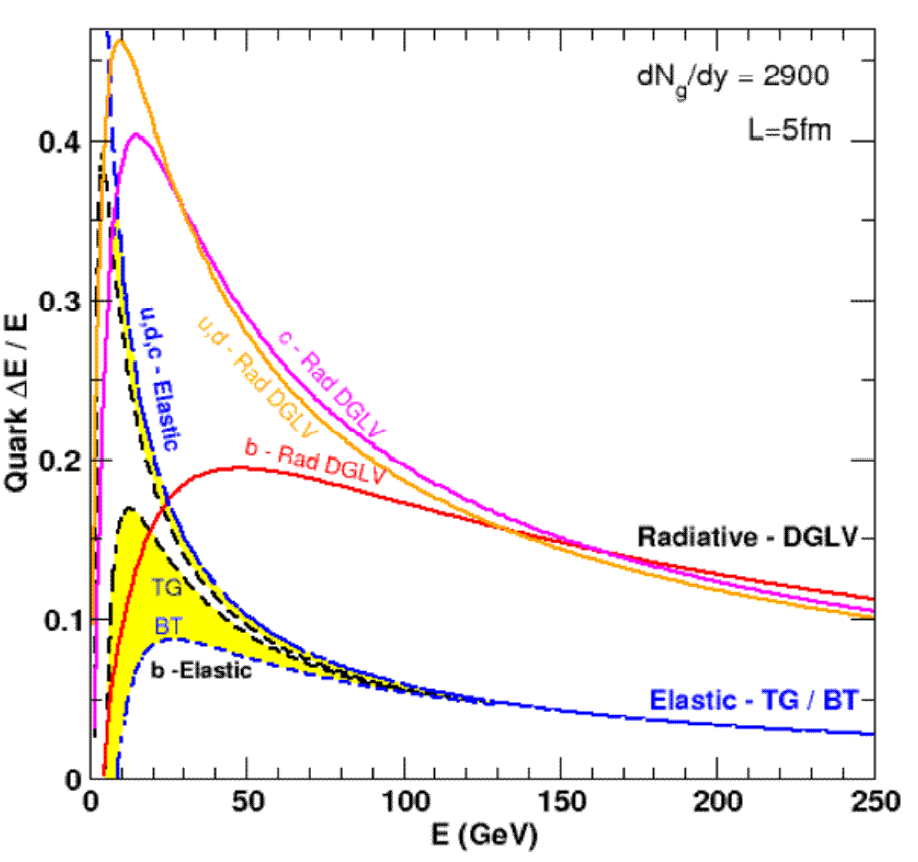 dNg/dy = 2900
L=5fm
0.4
0.3
0.2
0.1
0
Quark ΔE / E
u,d,c - Elastic
u,d - Rad DGLV
c - Rad DGLV
b - Rad DGLV
Radiative - DGLV
TG
BT
b -Elastic
Elastic - TG / BT
0 50 100 150 200 250
E (GeV)